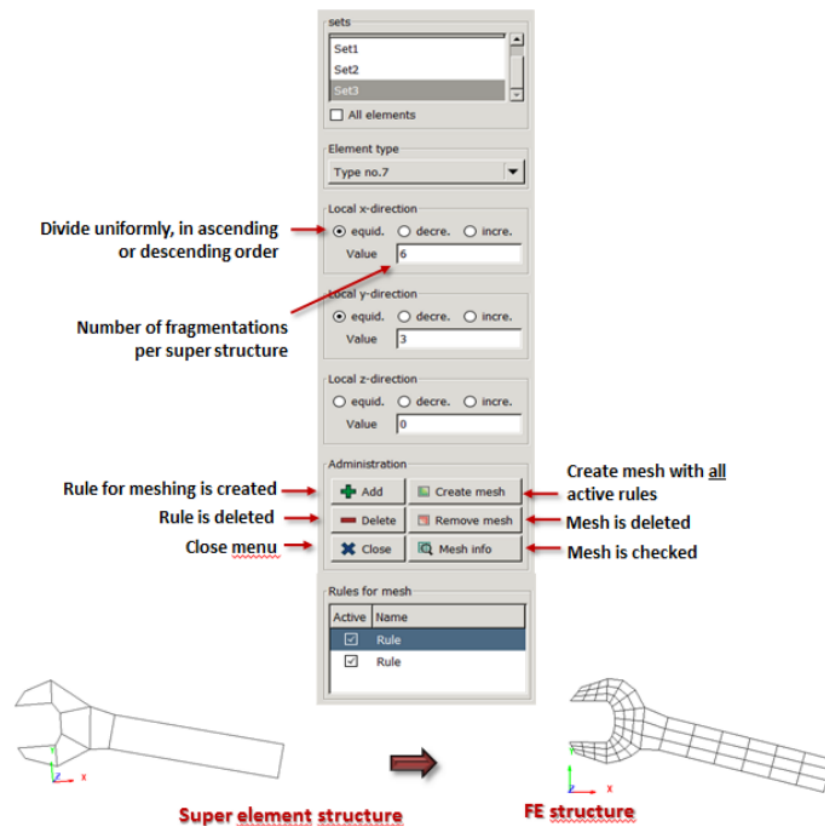 sets
Set1
Set2
Set3
All elements
Element type
Type no.7
Local x-direction
Divide uniformly, in ascending
or descending order
equid. decre. incre.
Value 6
Number of fragmentations
per super structure
Local y-direction
equid. decre. incre.
Value 3
Local z-direction
equid. decre. incre.
Value 0
Administration
Rule for meshing is created
Add Create mesh
Create mesh with all
active rules
Rule is deleted
Delete Remove mesh
Mesh is deleted
Close menu
Close Mesh info
Mesh is checked
Rules for mesh
Active Name
Rule
Rule
Y
Z X
Y
Z X
Super element structure
FE structure